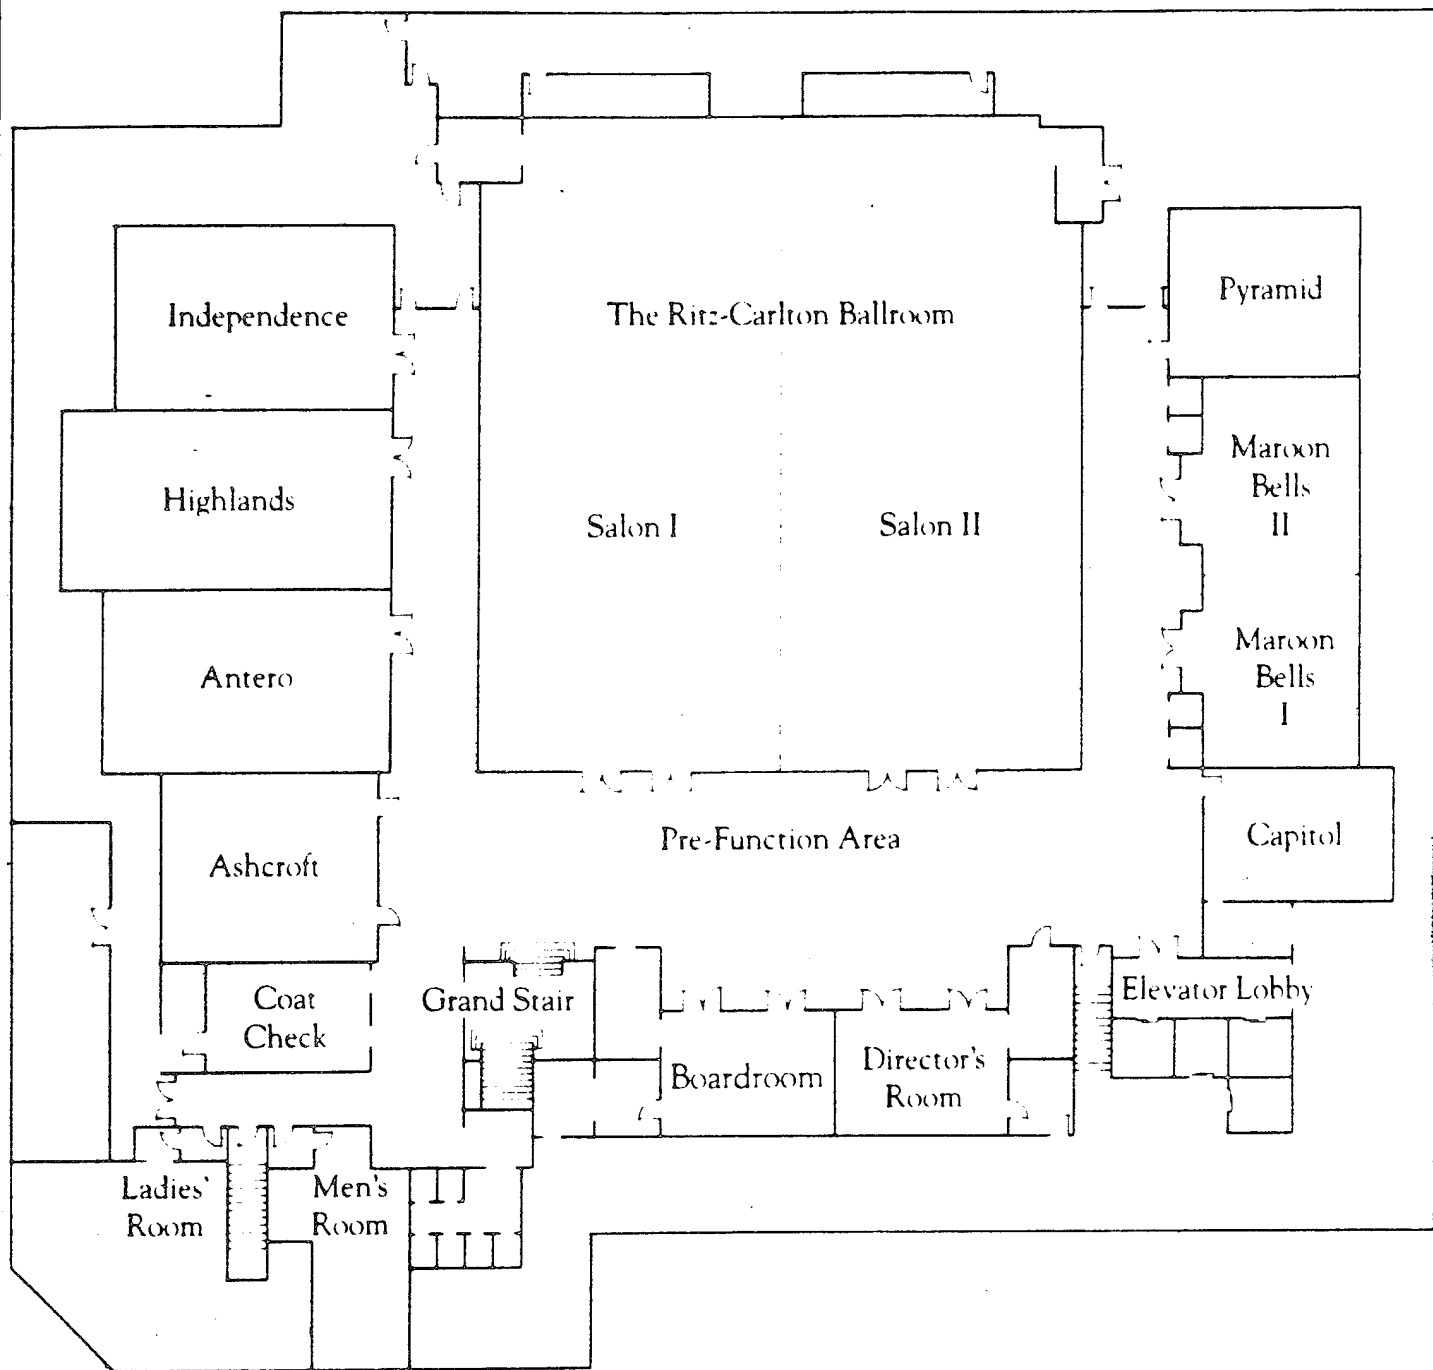 Independence
The Ritz-Carlton Ballroom
Pyramid
Highlands
Salon I
Salon II
Maroon
Bells
II
Antero
Maroon
Bells
I
Ashcroft
Pre-Function Area
Capitol
Coat
Check
Grand Stair
Elevator Lobby
Boardroom
Director's
Room
Ladies'
Room
Men's
Room